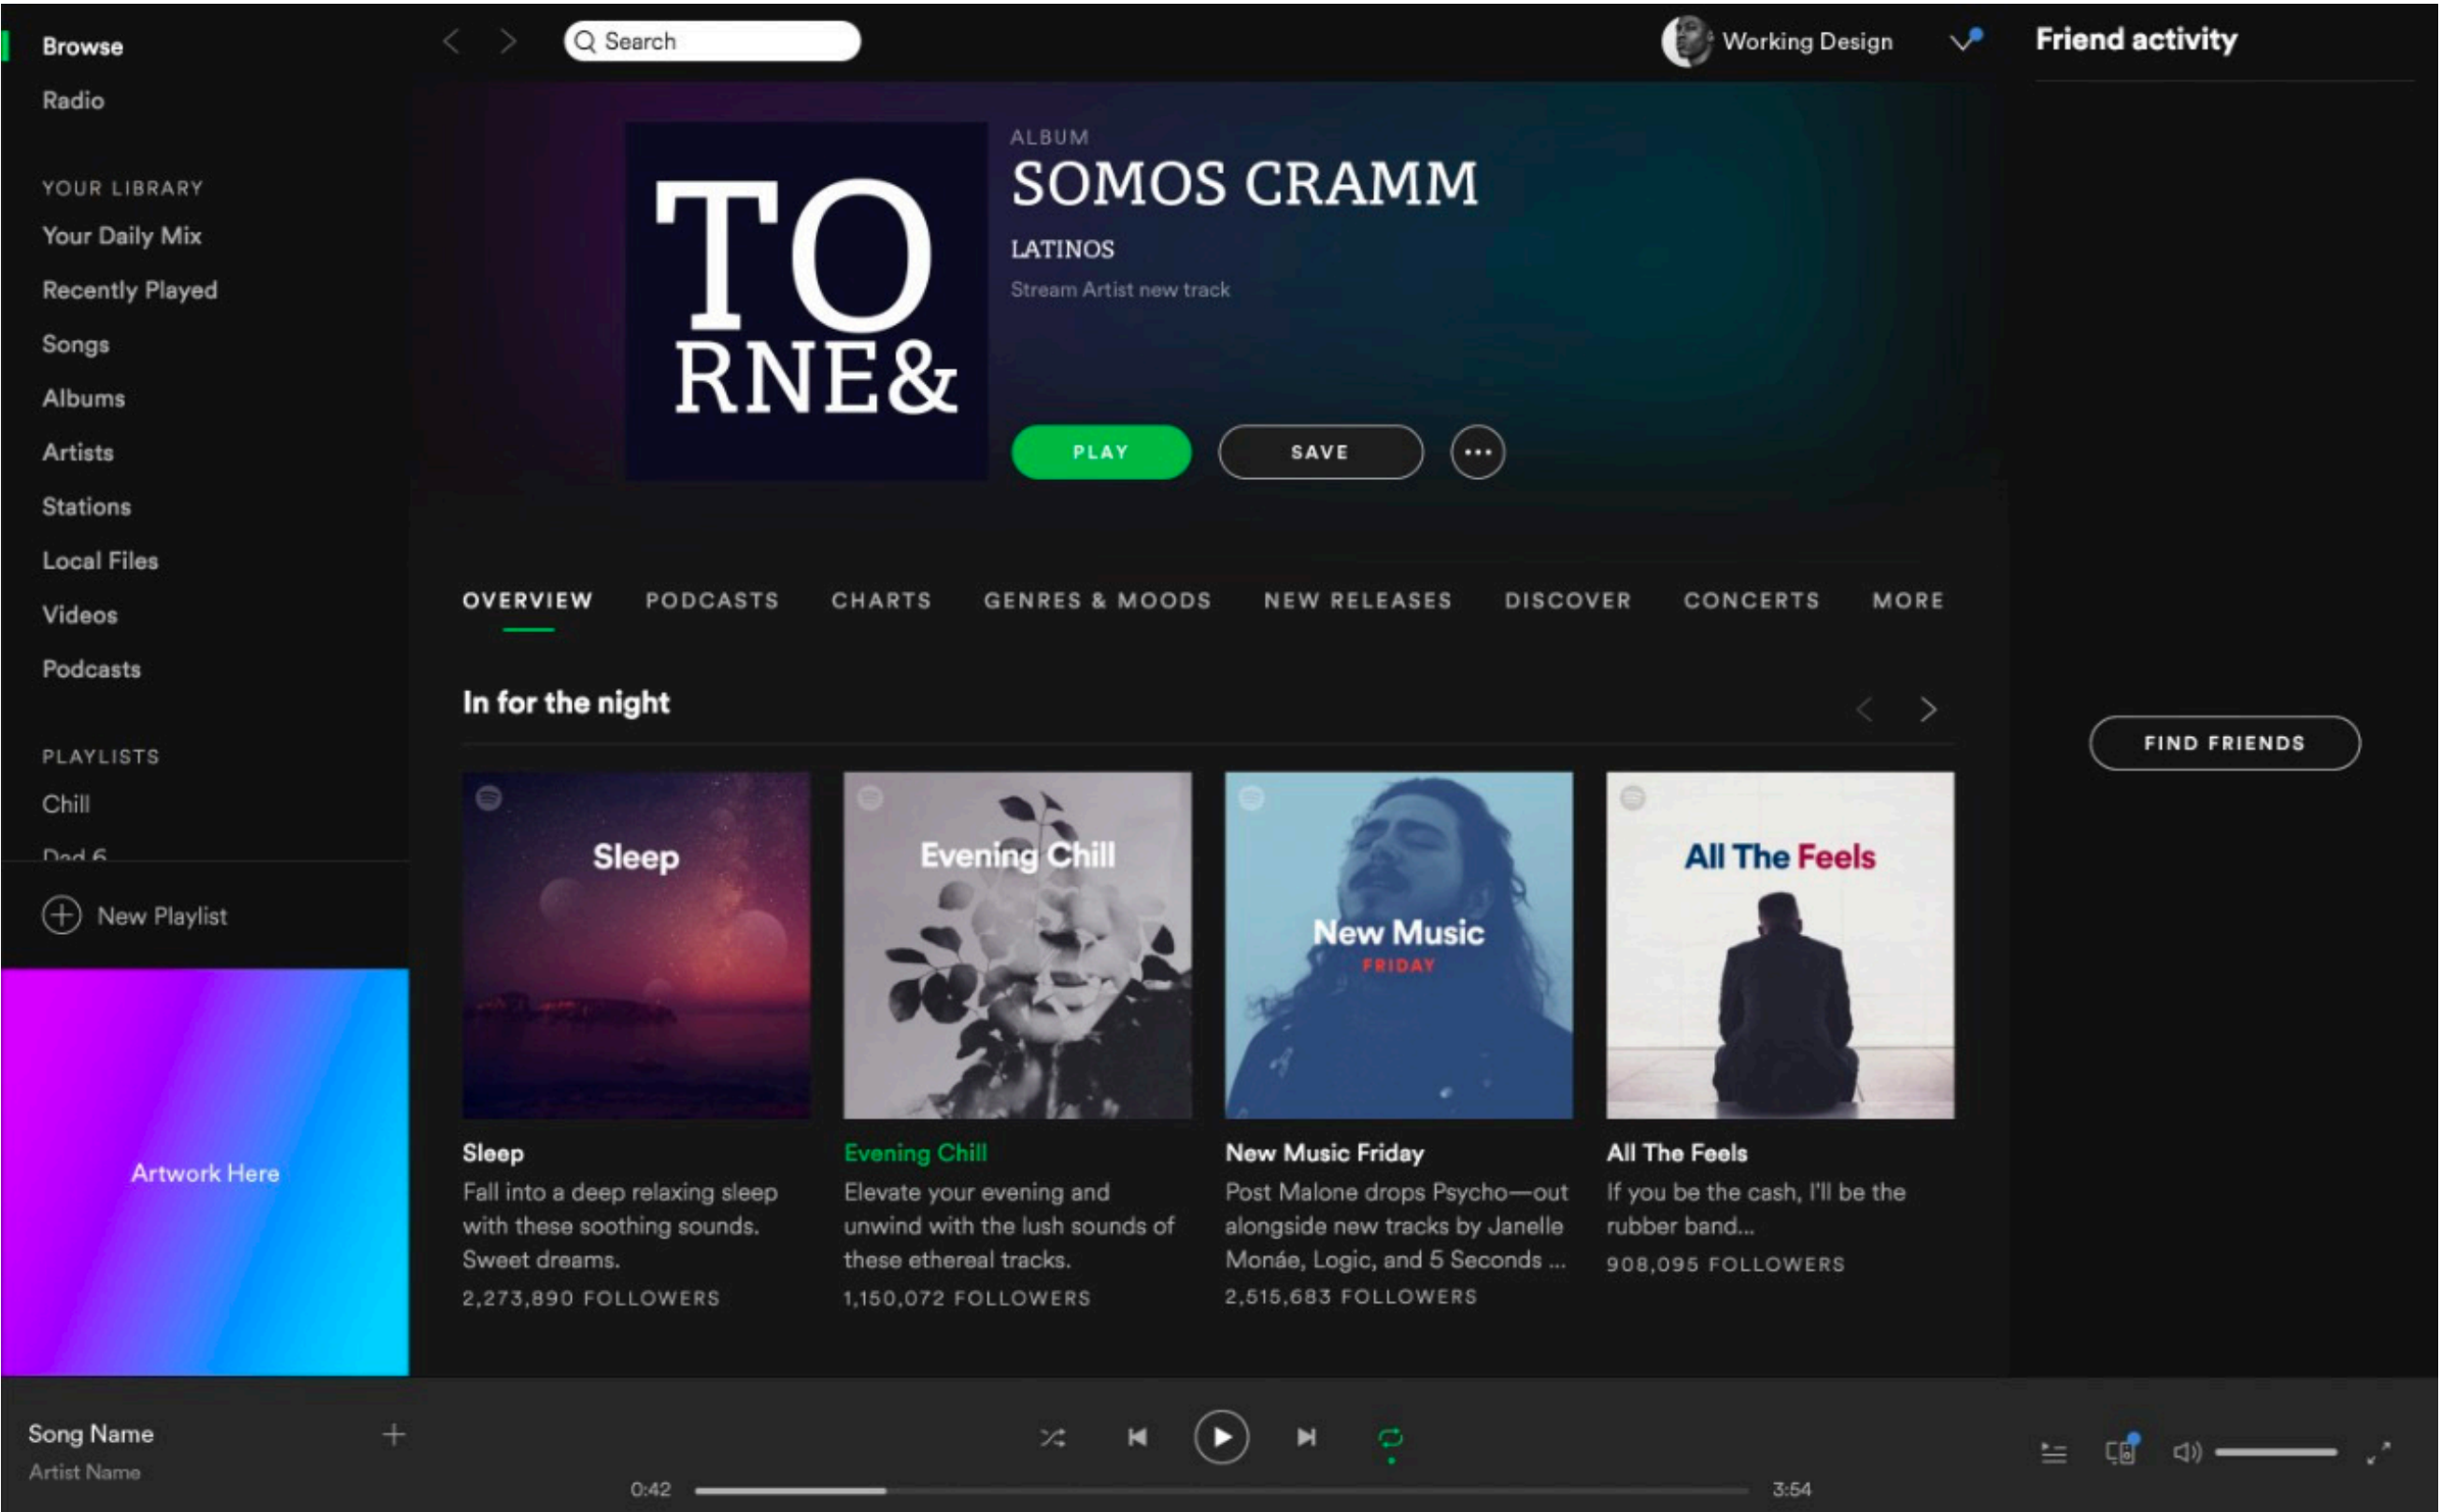 Browse
Radio
YOUR LIBRARY
Your Daily Mix
Recently Played
Songs
Albums
Artists
Stations
Local Files
Videos
Podcasts
PLAYLISTS
Chill
Dad 6
New Playlist
Artwork Here
Search
Working Design
ALBUM
SOMOS CRAMM
LATINOS
Stream Artist new track
TO
RNE&
PLAY
SAVE
OVERVIEW PODCASTS CHARTS GENRES & MOODS NEW RELEASES DISCOVER CONCERTS MORE
In for the night
Sleep
Sleep
Fall into a deep relaxing sleep
with these soothing sounds.
Sweet dreams.
2,273,890 FOLLOWERS
Evening Chill
Evening Chill
Elevate your evening and
unwind with the lush sounds of
these ethereal tracks.
1,150,072 FOLLOWERS
New Music
FRIDAY
New Music Friday
Post Malone drops Psycho—out
alongside new tracks by Janelle
Monáe, Logic, and 5 Seconds ...
2,515,683 FOLLOWERS
All The Feels
All The Feels
If you be the cash, I'll be the
rubber band...
908,095 FOLLOWERS
Friend activity
FIND FRIENDS
Song Name
Artist Name
0:42
3:54